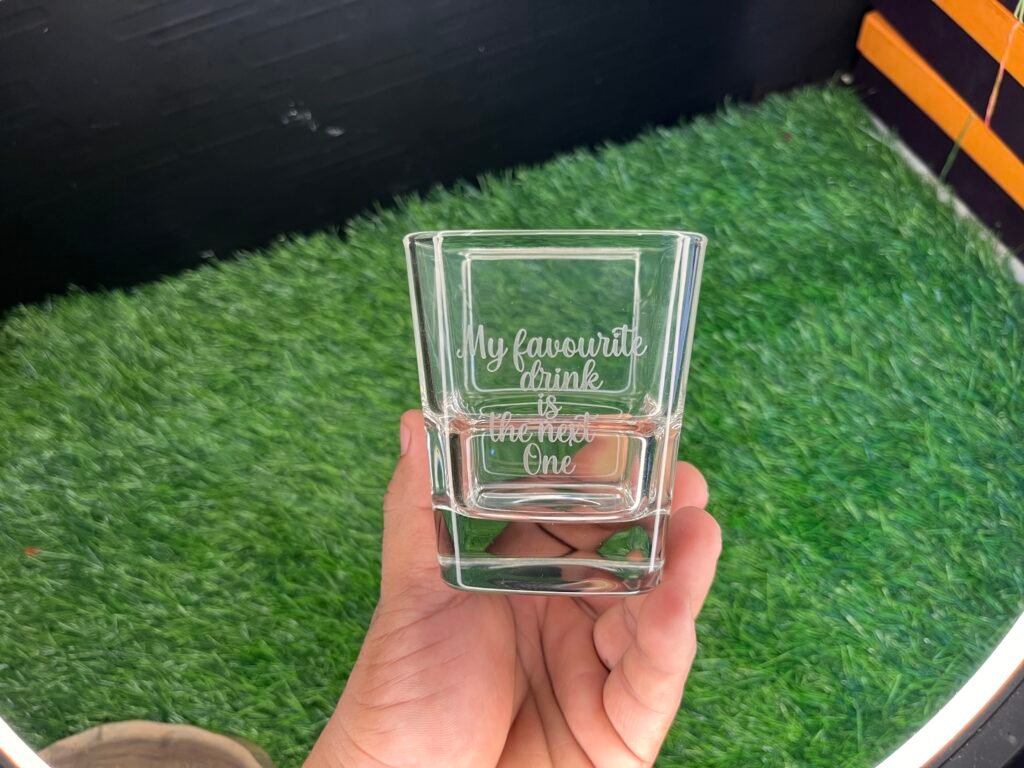 My favourite
drink
is
the next
One